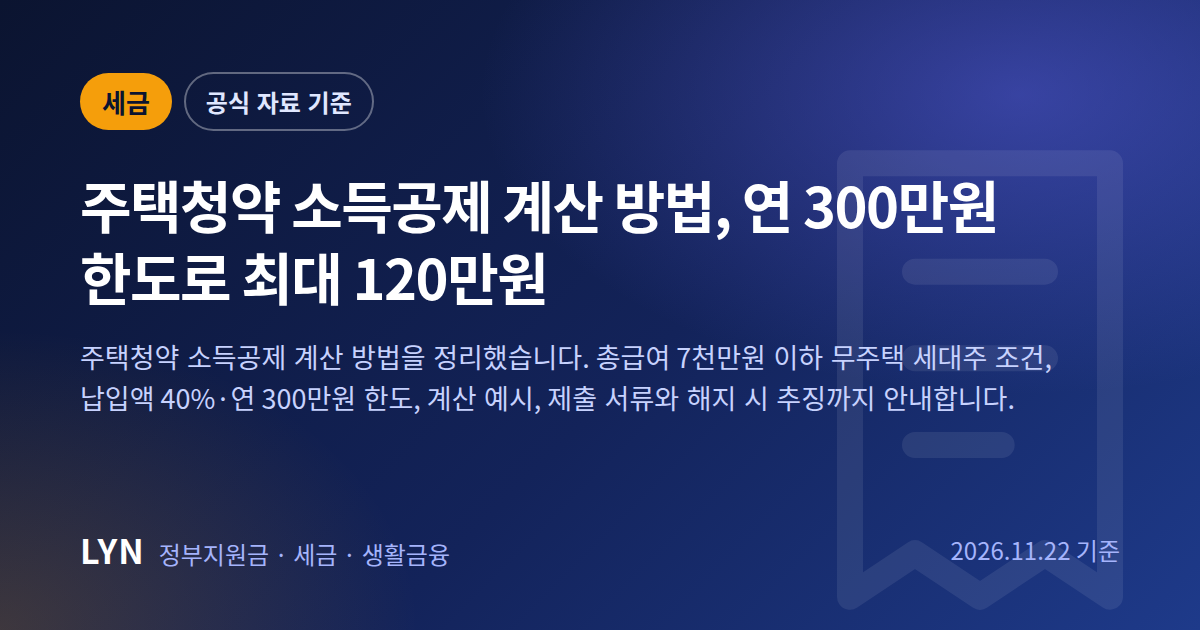 세금
공식 자료 기준
주택청약 소득공제 계산 방법, 연 300만원
한도로 최대 120만원
주택청약 소득공제 계산 방법을 정리했습니다. 총급여 7천만원 이하 무주택 세대주 조건,
납입액 40%·연 300만원 한도, 계산 예시, 제출 서류와 해지 시 추징까지 안내합니다.
LYN 정부지원금 · 세금 · 생활금융
2026.11.22 기준